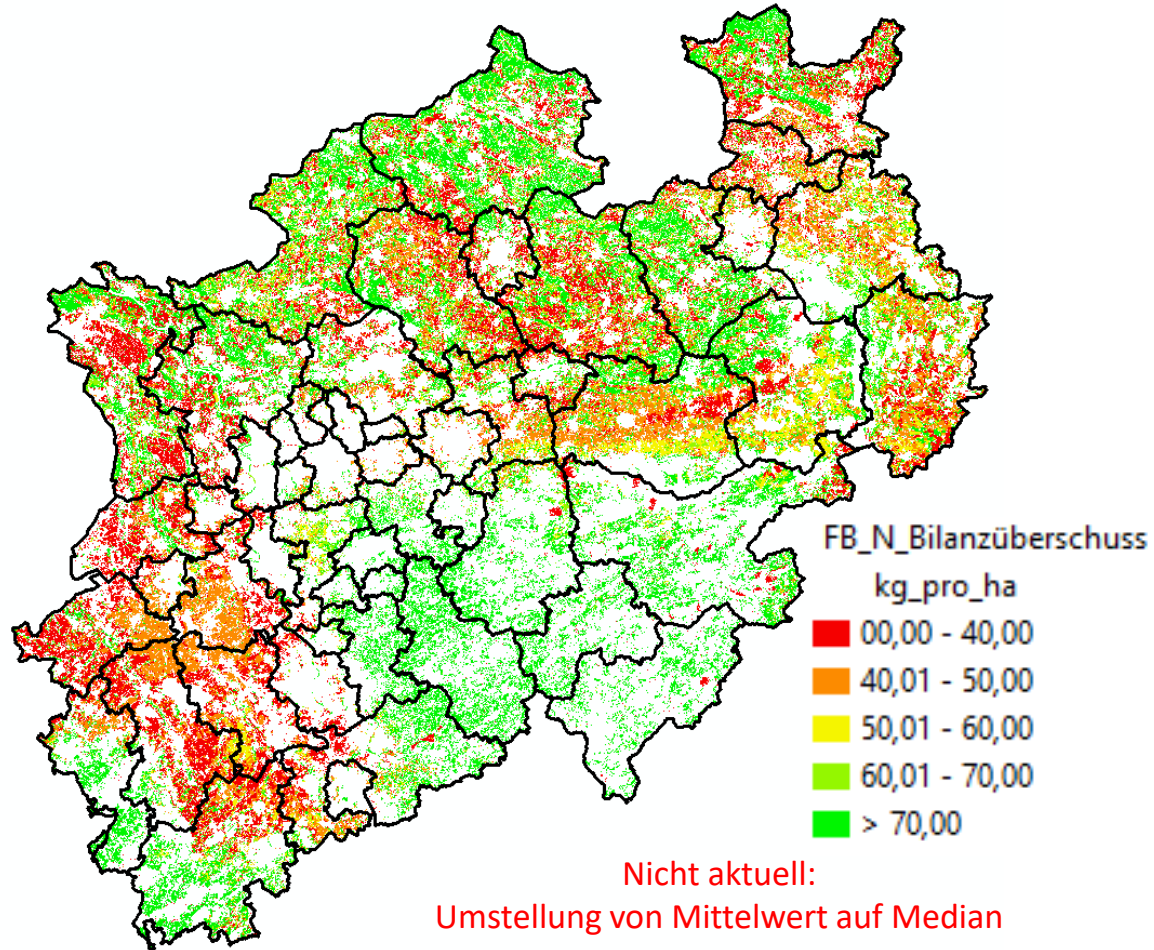 FB_N_Bilanzüberschuss
kg_pro_ha
00,00 - 40,00
40,01 - 50,00
50,01 - 60,00
60,01 - 70,00
> 70,00
Nicht aktuell:
Umstellung von Mittelwert auf Median